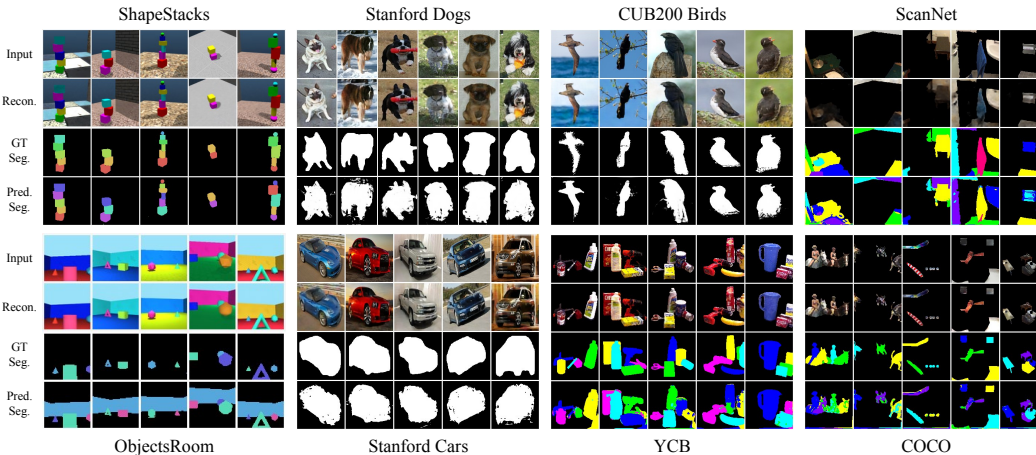 ShapeStacks
Stanford Dogs
CUB200 Birds
ScanNet
Input
Recon.
GT
Seg.
Pred.
Seg.
Input
Recon.
GT
Seg.
Pred.
Seg.
ObjectsRoom
Stanford Cars
YCB
COCO